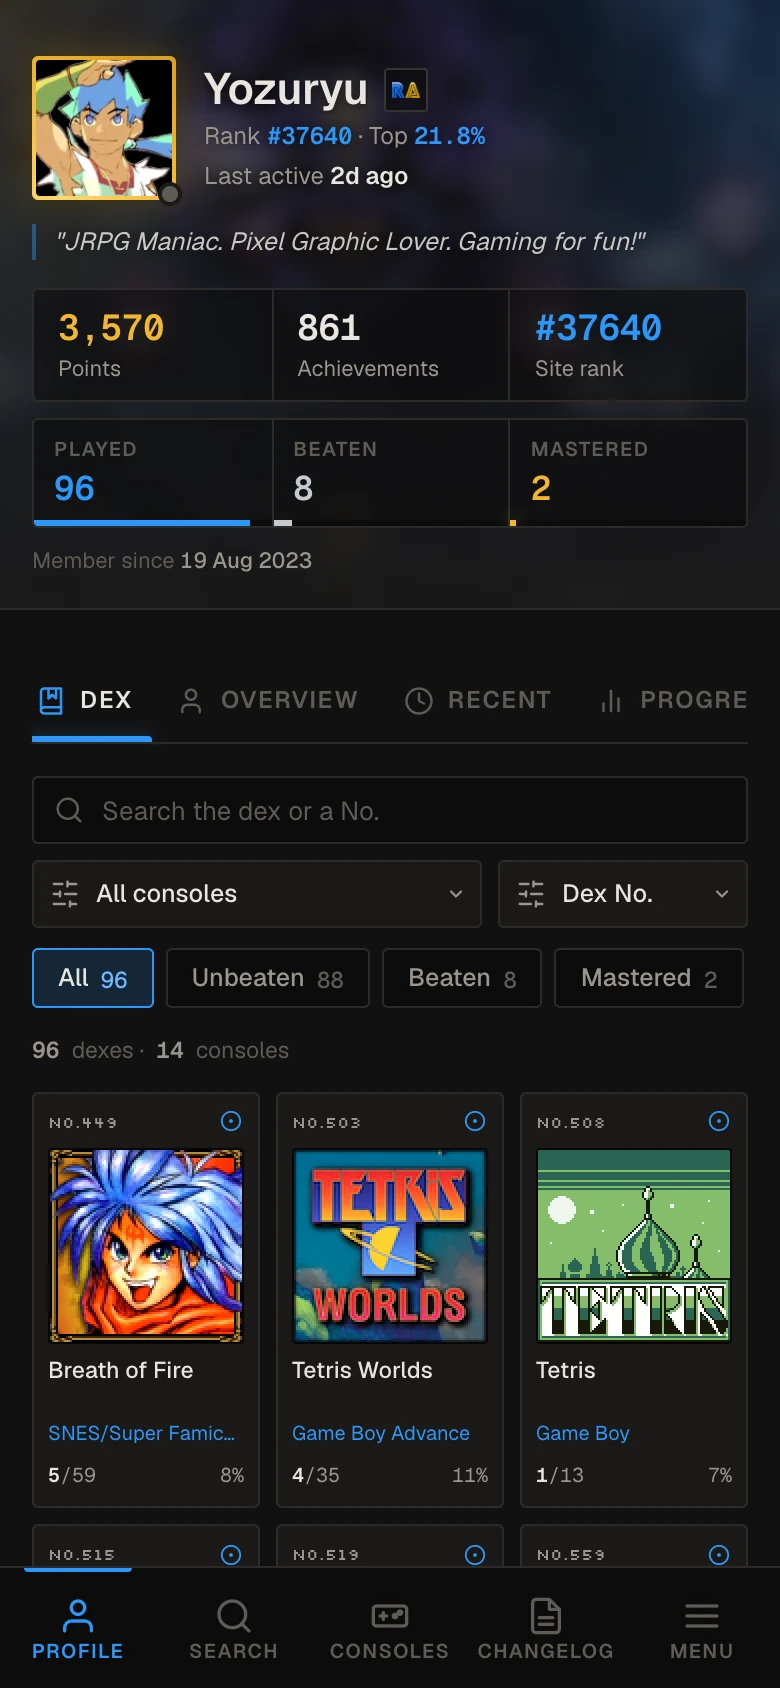 Yozuryu RA
Rank #37640 · Top 21.8%
Last active 2d ago
"JRPG Maniac. Pixel Graphic Lover. Gaming for fun!"
3,570 861 #37640
Points Achievements Site rank
PLAYED BEATEN MASTERED
96 8 2
Member since 19 Aug 2023
DEX OVERVIEW RECENT PROGRE
Search the dex or a No.
All consoles Dex No.
All 96 Unbeaten 88 Beaten 8 Mastered 2
96 dexes · 14 consoles
NO.449 NO.503 NO.508
TETRIS
WORLDS
TETRIS
Breath of Fire Tetris Worlds Tetris
SNES/Super Famic... Game Boy Advance Game Boy
5/59 8% 4/35 11% 1/13 7%
NO.515 NO.519 NO.559
PROFILE SEARCH CONSOLES CHANGELOG MENU